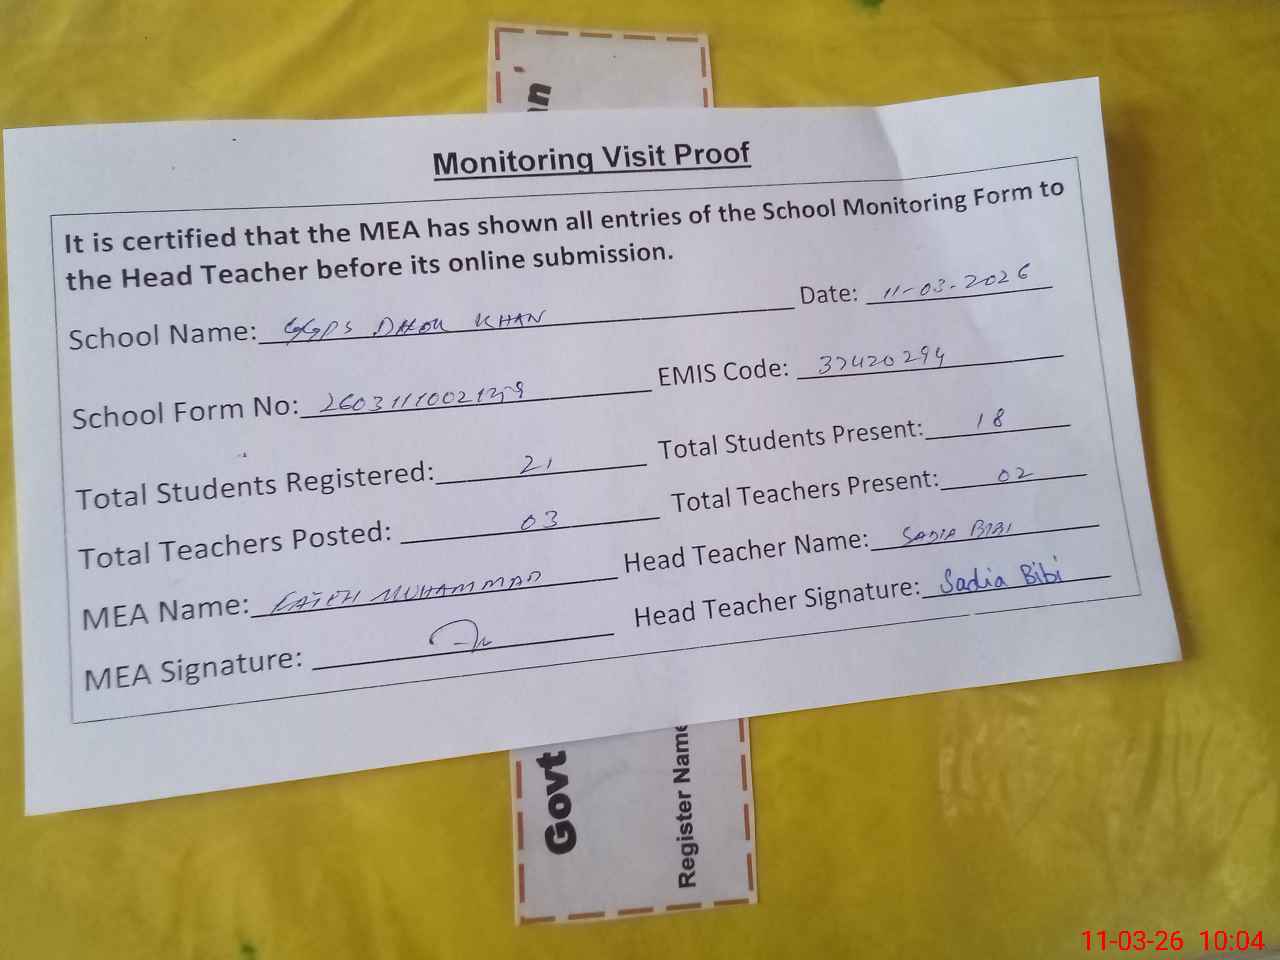 an
Monitoring Visit Proof
It is certified that the MEA has shown all entries of the School Monitoring Form to
the Head Teacher before its online submission.
School Name: GGPS DHOK KHAN Date: 11-03-2026
School Form No: EMIS Code: 37420294
Total Students Registered: 21 Total Students Present: 18
Total Teachers Posted: 03 Total Teachers Present: 02
MEA Name: FATEH MUHAMMAD Head Teacher Name: SADIA BIBI
MEA Signature: Head Teacher Signature: Sadia Bibi
Govt
Register Name
11-03-26 10:04